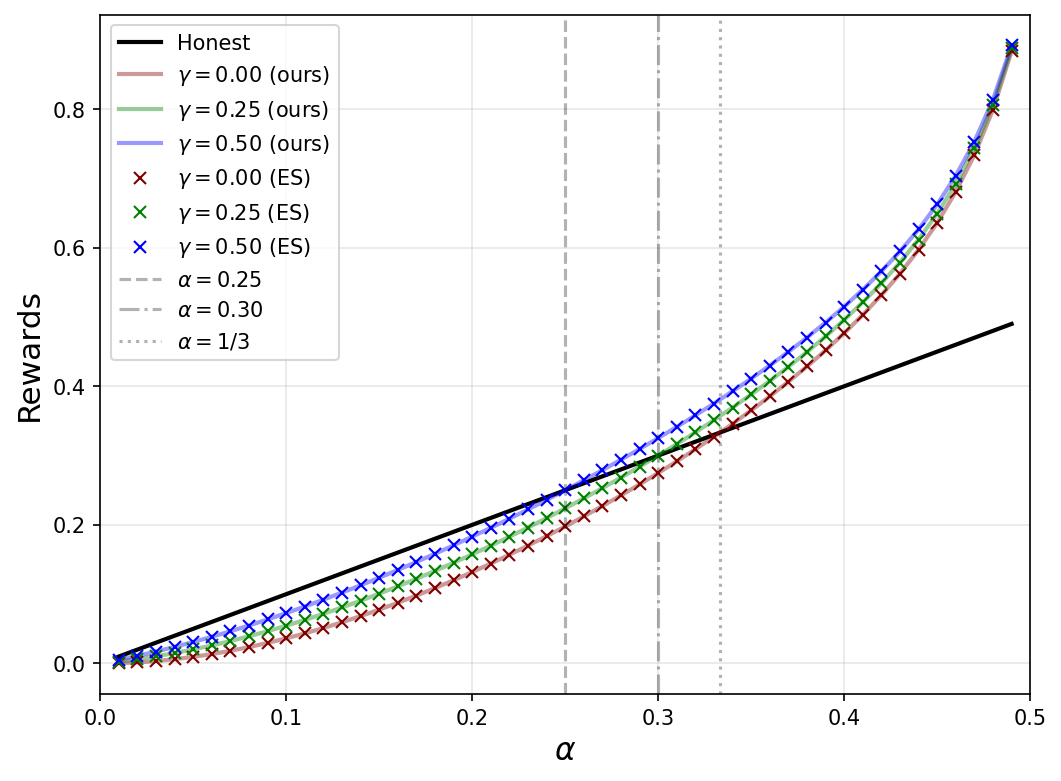 Honest
γ = 0.00 (ours)
γ = 0.25 (ours)
γ = 0.50 (ours)
γ = 0.00 (ES)
γ = 0.25 (ES)
γ = 0.50 (ES)
α = 0.25
α = 0.30
α = 1/3
Rewards
0.8
0.6
0.4
0.2
0.0
0.0 0.1 0.2 0.3 0.4 0.5
α